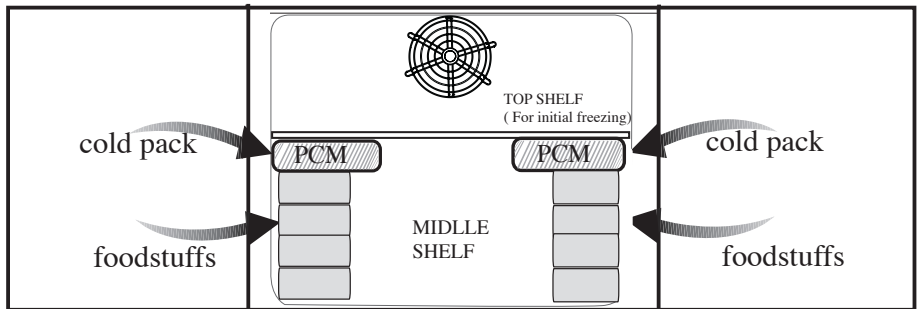 TOP SHELF
( For initial freezing)
cold pack
PCM
PCM
cold pack
MIDLLE
SHELF
foodstuffs
foodstuffs